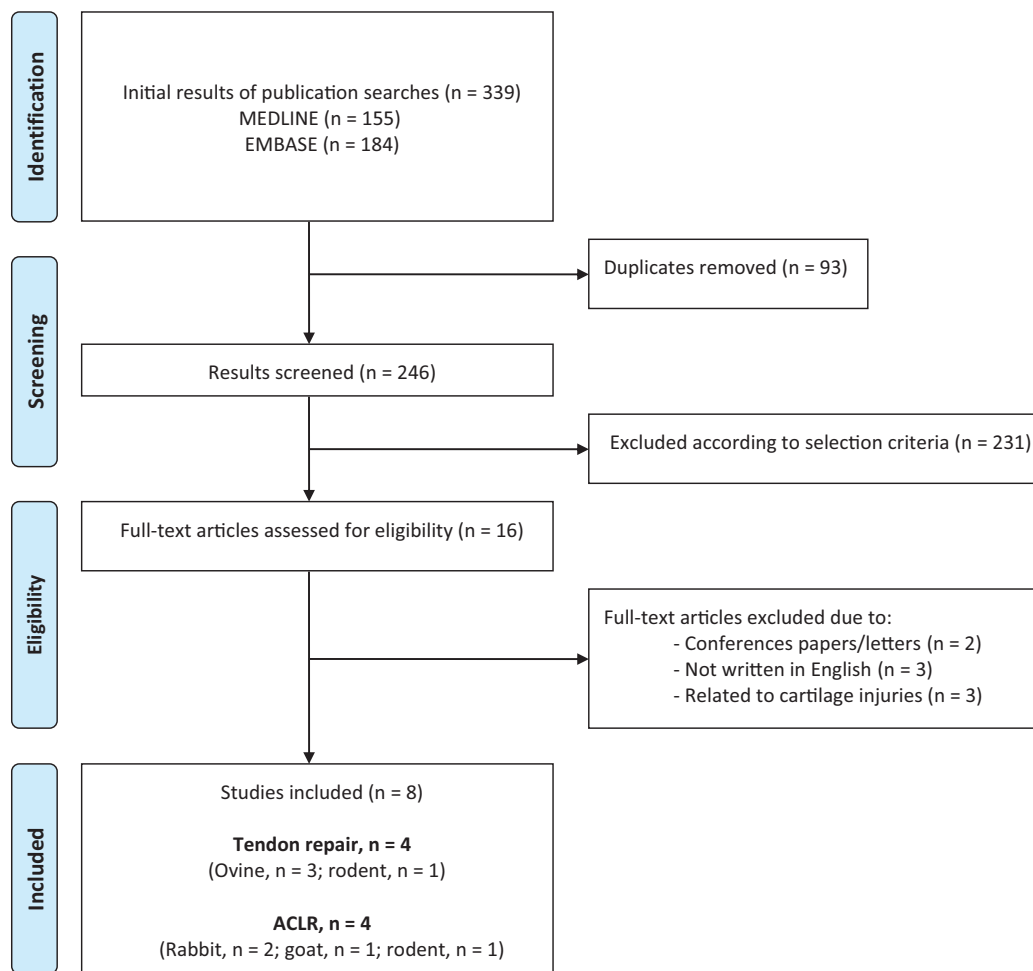 Identification
Initial results of publication searches (n = 339)
MEDLINE (n = 155)
EMBASE (n = 184)
Duplicates removed (n = 93)
Screening
Results screened (n = 246)
Excluded according to selection criteria (n = 231)
Eligibility
Full-text articles assessed for eligibility (n = 16)
Full-text articles excluded due to:
- Conferences papers/letters (n = 2)
- Not written in English (n = 3)
- Related to cartilage injuries (n = 3)
Included
Studies included (n = 8)
Tendon repair, n = 4
(Ovine, n = 3; rodent, n = 1)
ACLR, n = 4
(Rabbit, n = 2; goat, n = 1; rodent, n = 1)